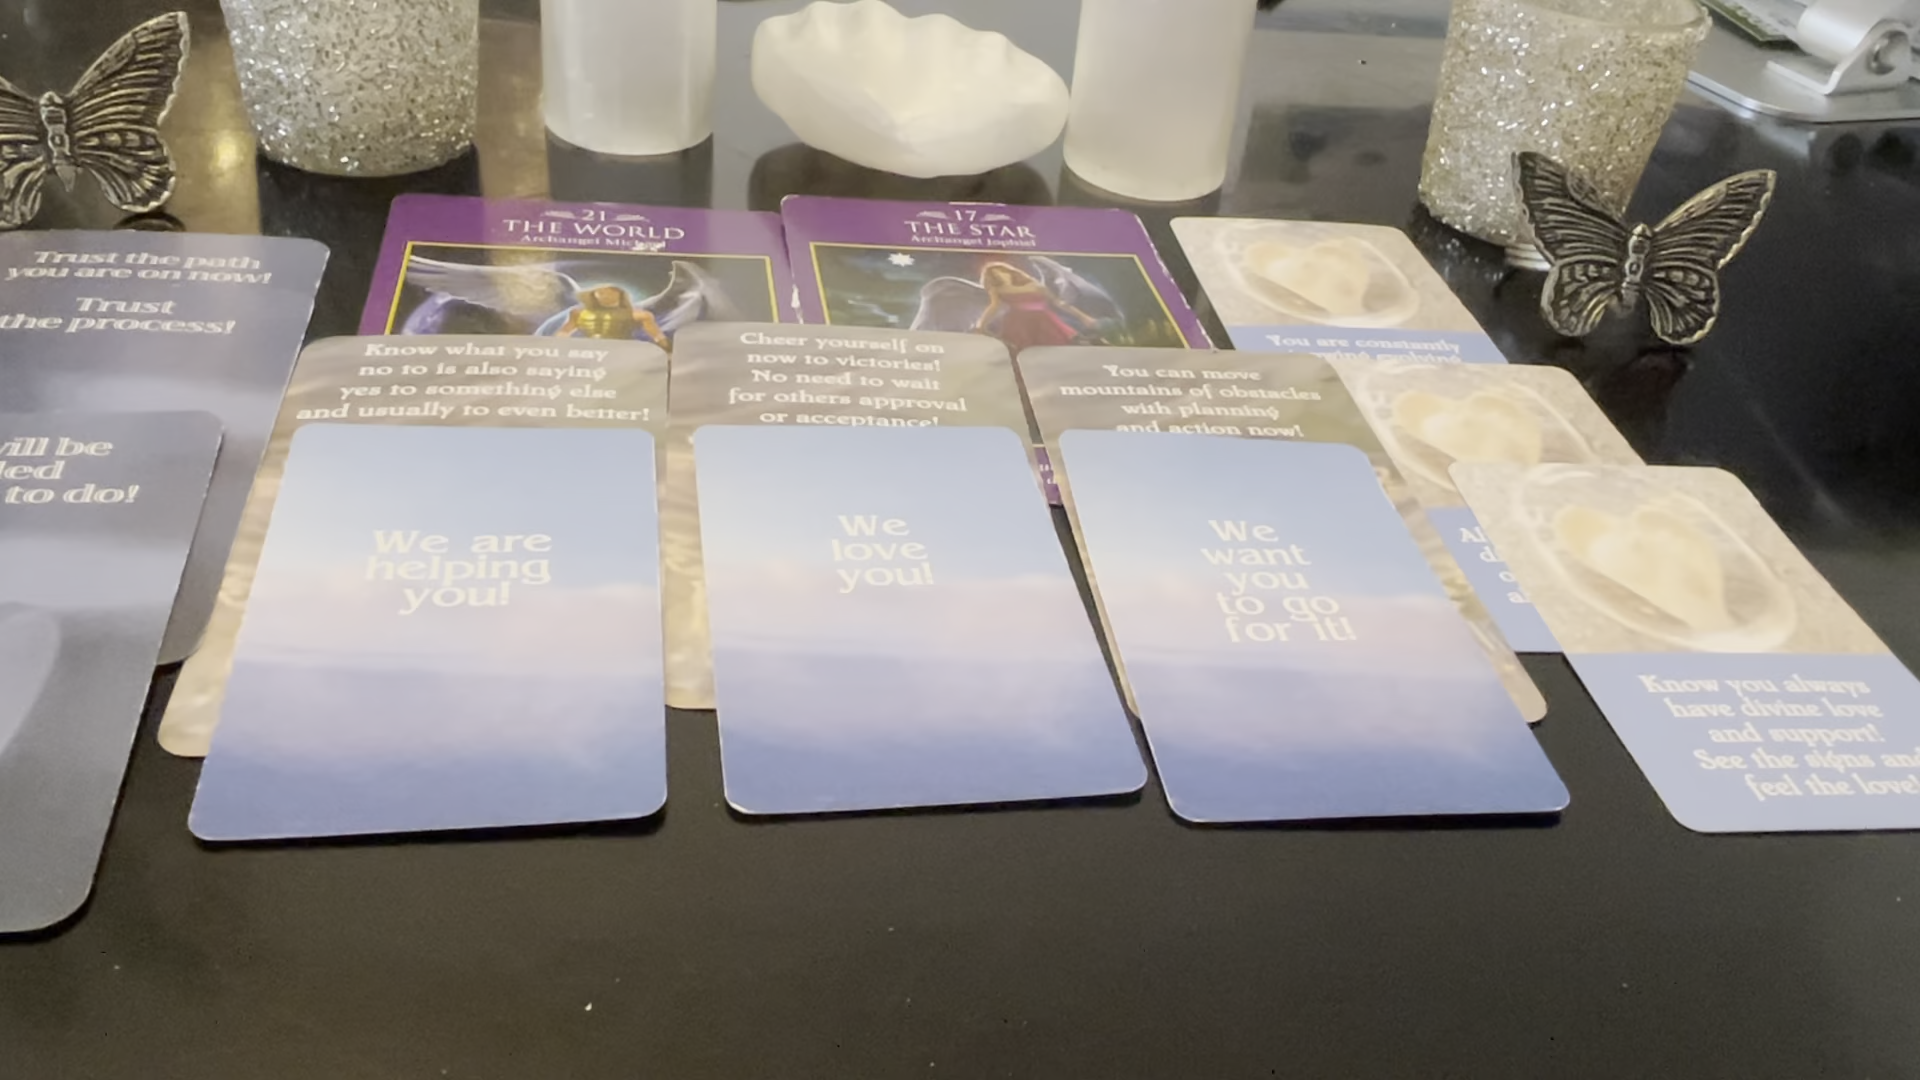 Trust the path
you are on now!
Trust
the process!
be
to do!
21
THE WORLD
Archangel Michael
17
THE STAR
Archangel Jophiel
You are constantly
Know what you say
no to is also saying
yes to something else
and usually to even better!
Cheer yourself on
now to victories!
No need to wait
for others approval
or acceptance!
You can move
mountains of obstacles
with planning
and action now!
We are
helping
you!
We
love
you!
We
want
you
to go
for it!
Know you always
have divine love
and support!
See the signs and
feel the love!